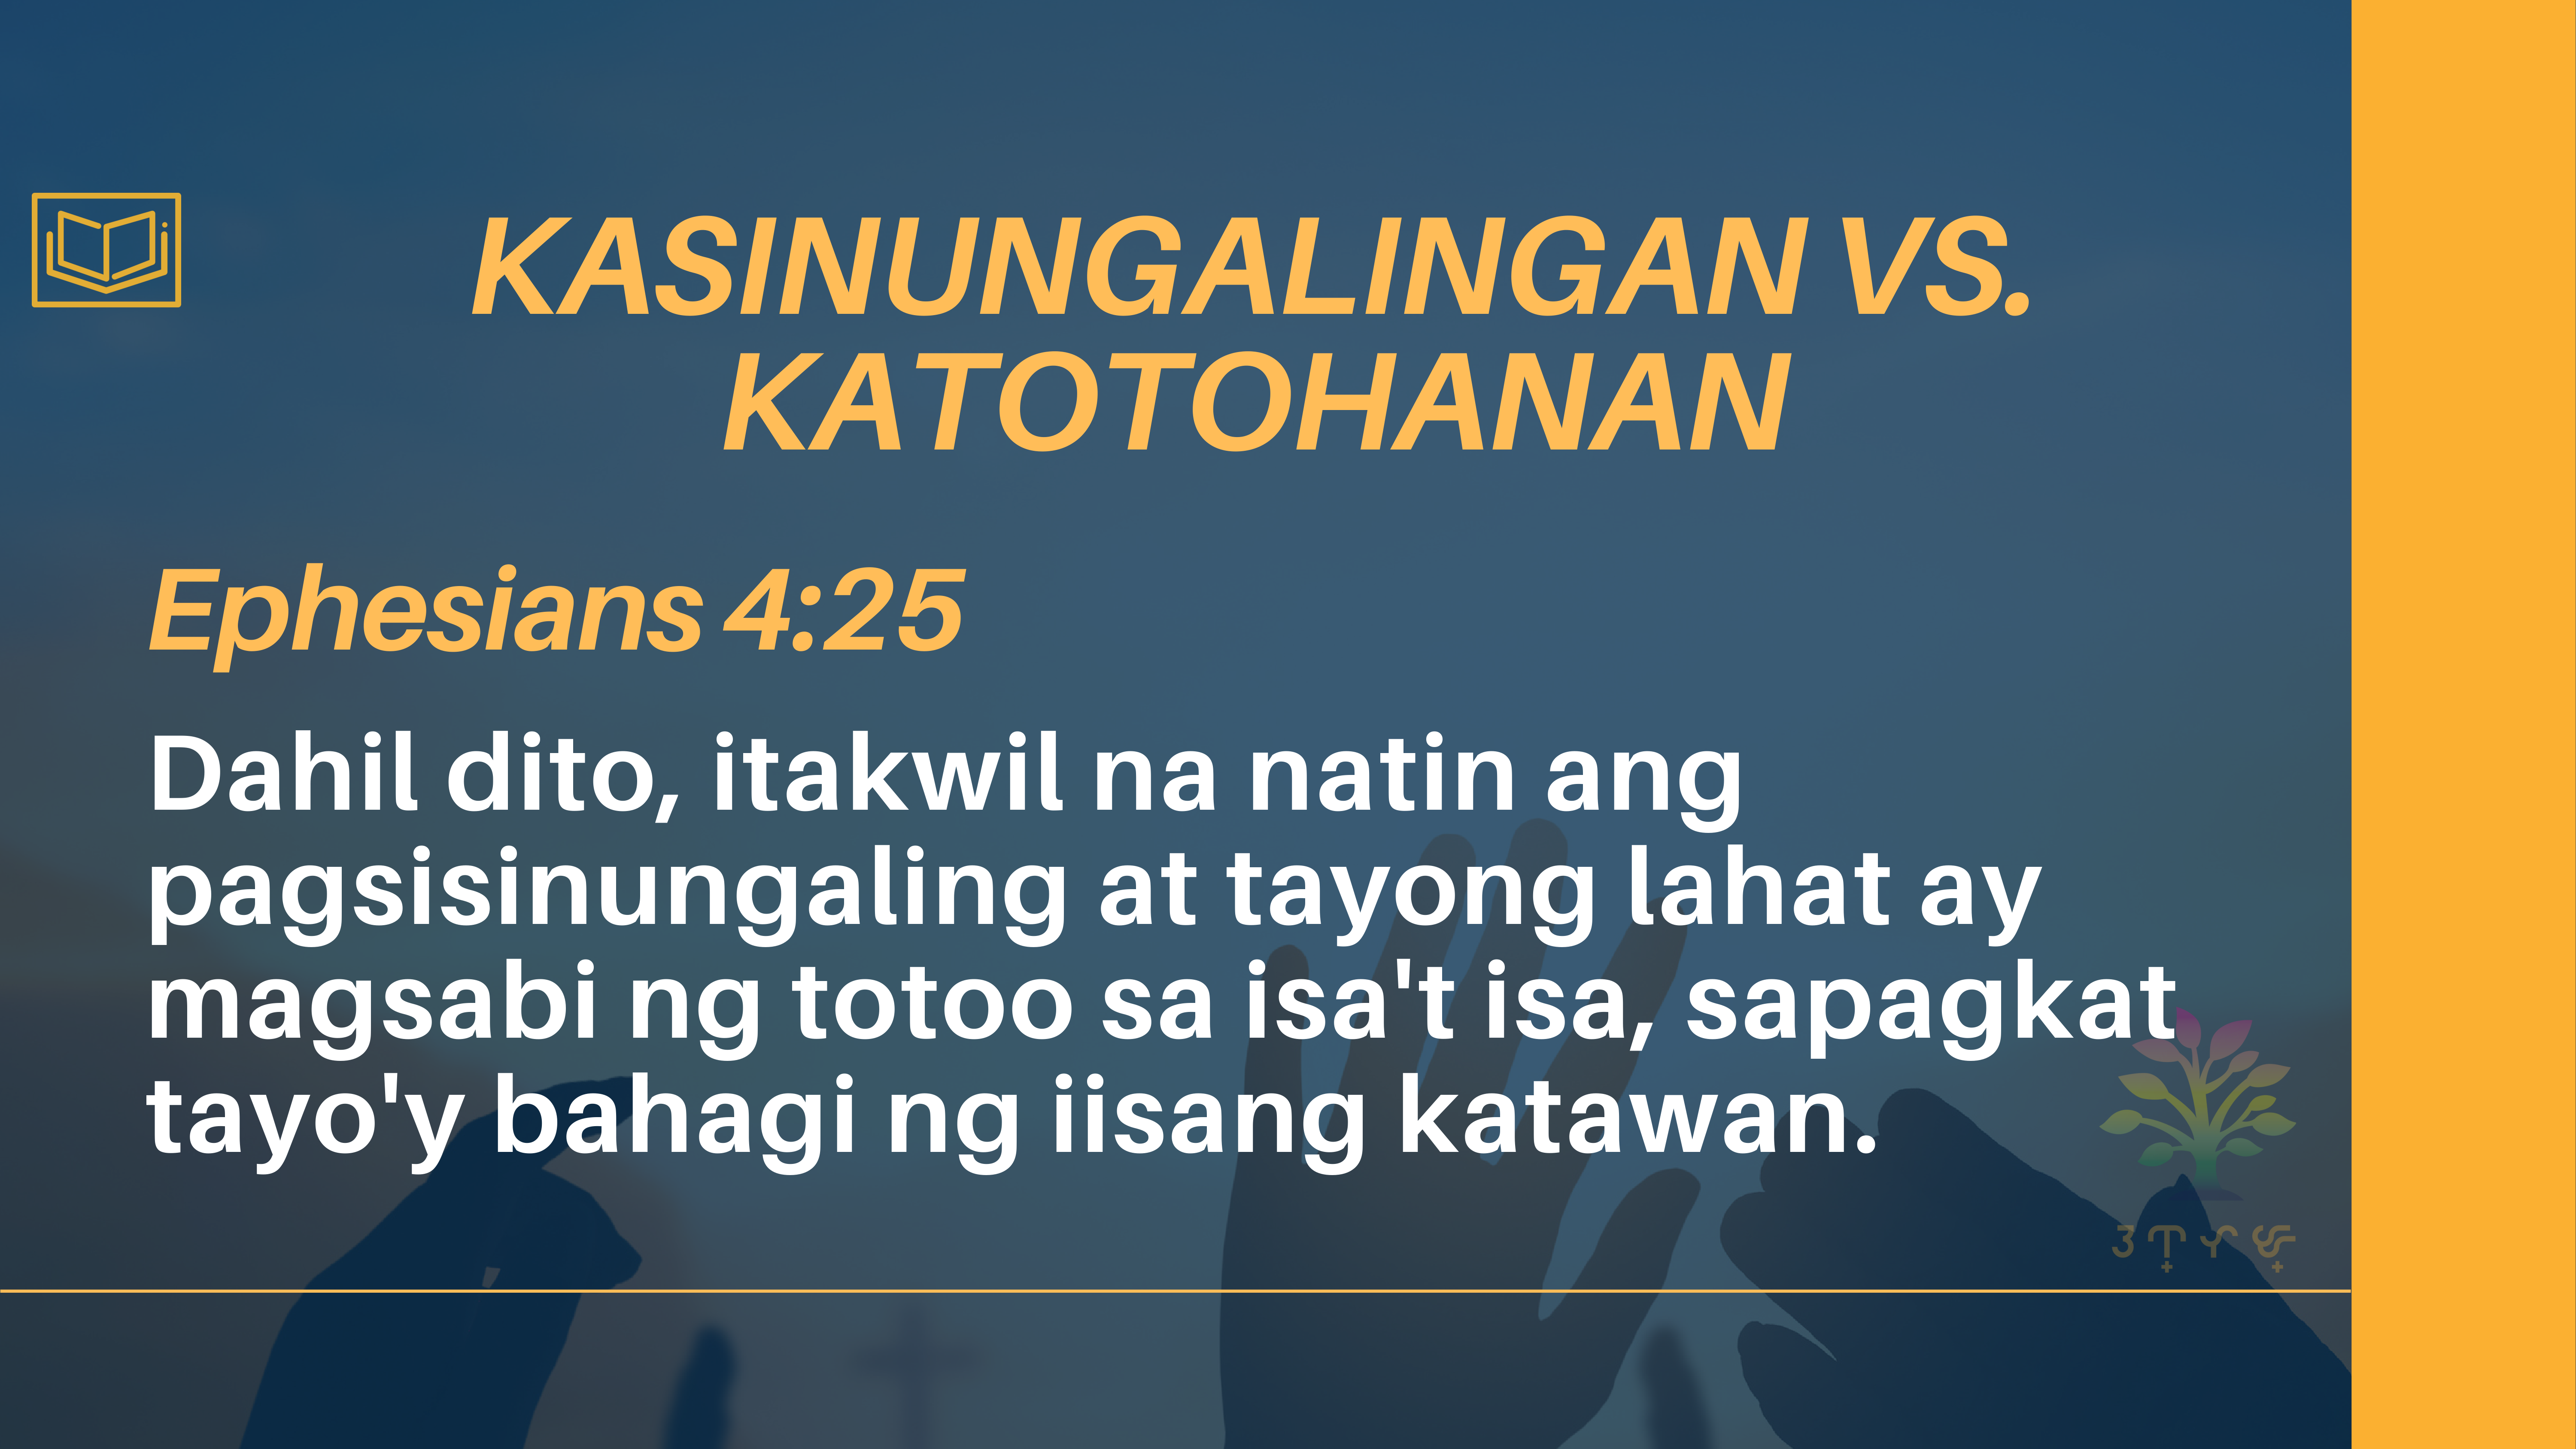 KASINUNGALINGAN VS.
KATOTOHANAN
Ephesians 4:25
Dahil dito, itakwil na natin ang
pagsisinungaling at tayong lahat ay
magsabi ng totoo sa isa't isa, sapagkat
tayo'y bahagi ng iisang katawan.